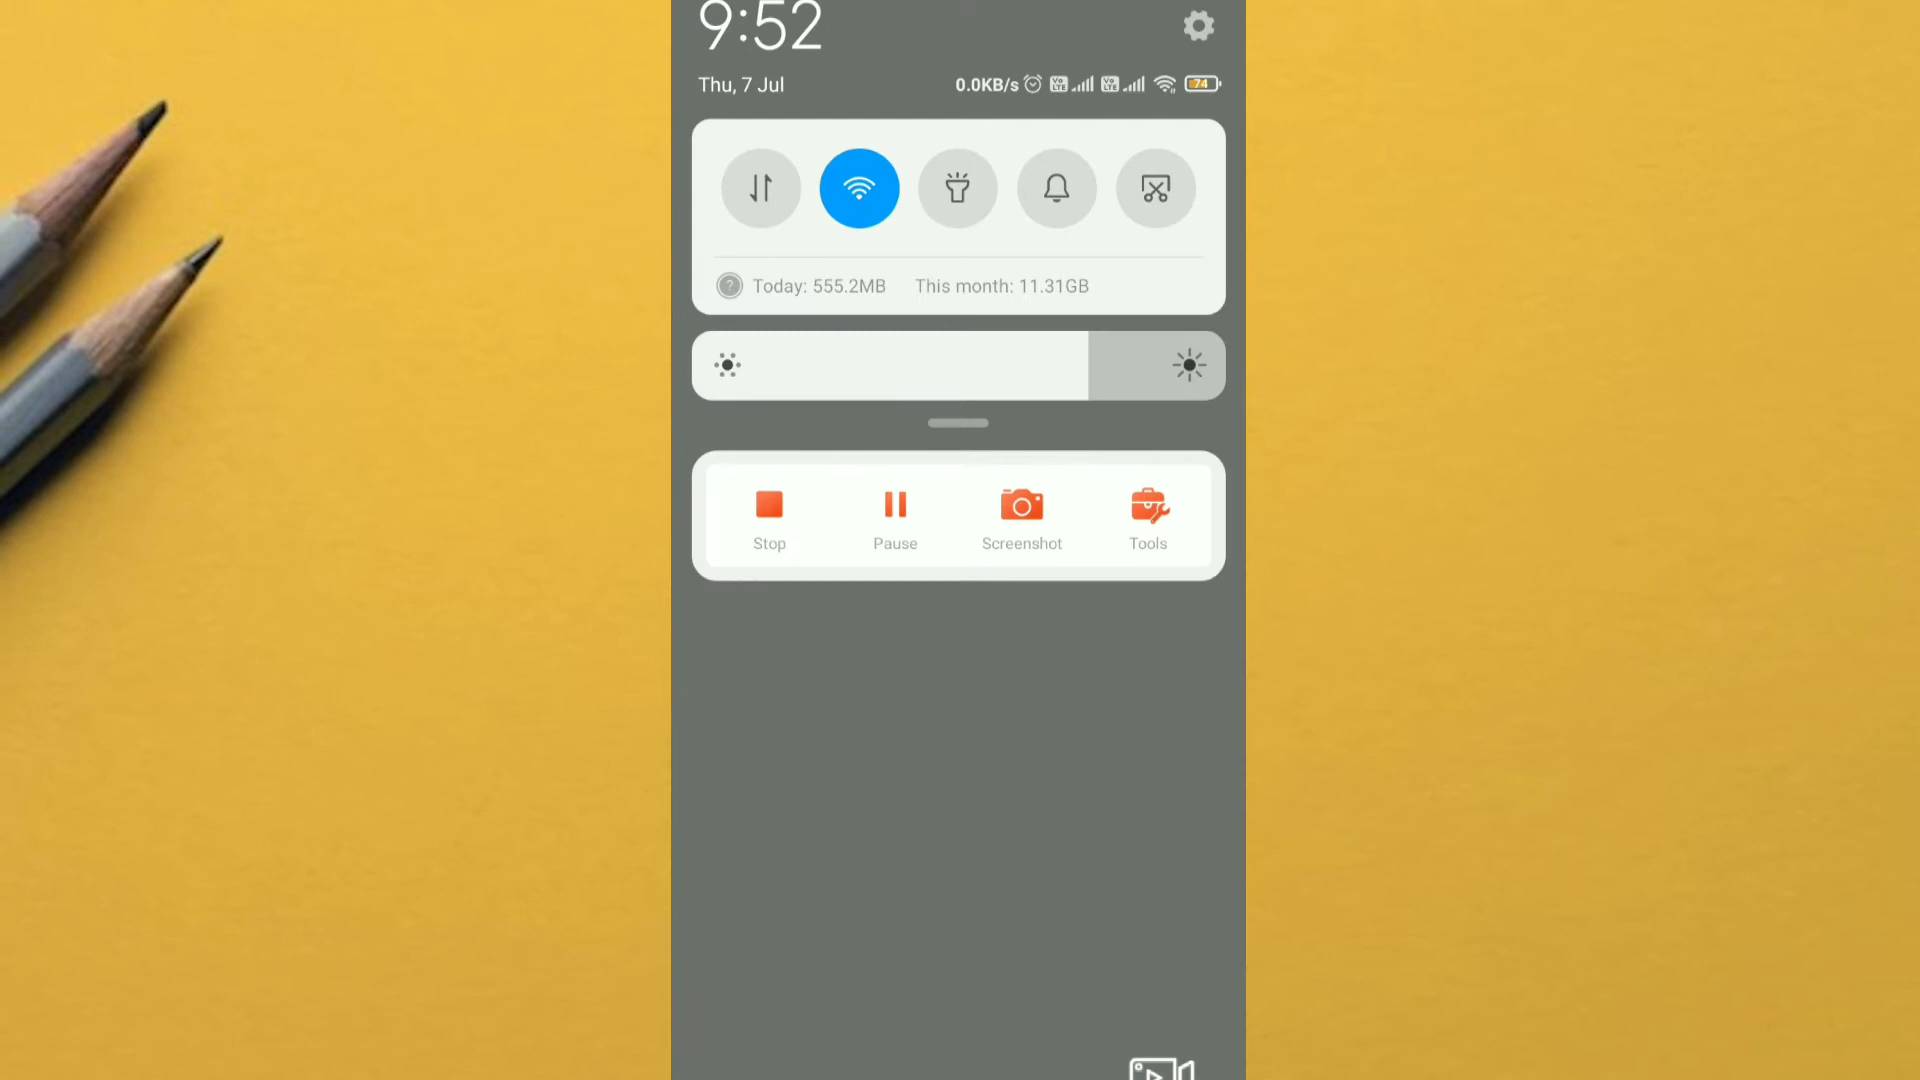 9:52
Thu, 7 Jul 0.0KB/s 74
Today: 555.2MB This month: 11.31GB
Stop Pause Screenshot Tools